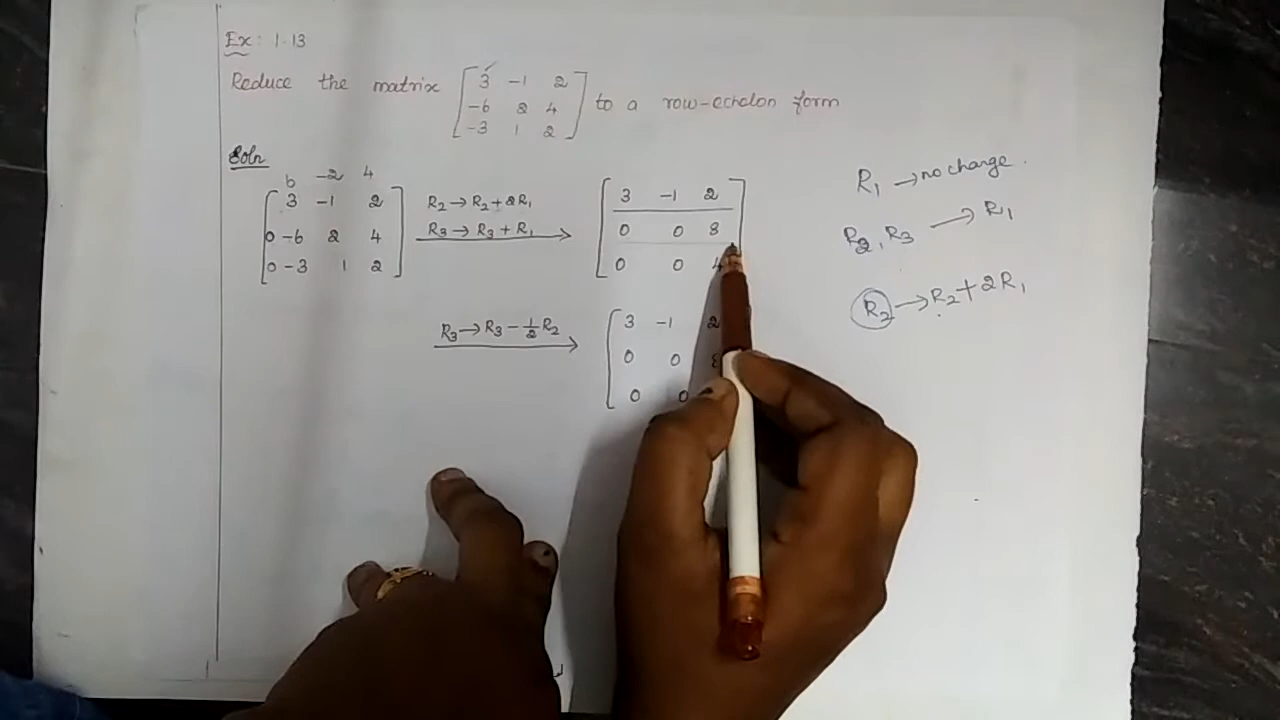 Ex : 1.13
Reduce the matrix [ 3 -1 2 to a row-echelon form
-6 2 4
-3 1 2 ]
Soln
6 -2 4
[ 3 -1 2
0 -6 2 4
0 -3 1 2 ]
R2 → R2 + 2R1
R3 → R3 + R1
[ 3 -1 2
0 0 8
0 0 4
R3 → R3 - 1/2 R2
[ 3 -1 2
0 0 8
0 0
R1 → no change .
R2, R3 → R1
R2 → R2 + 2R1